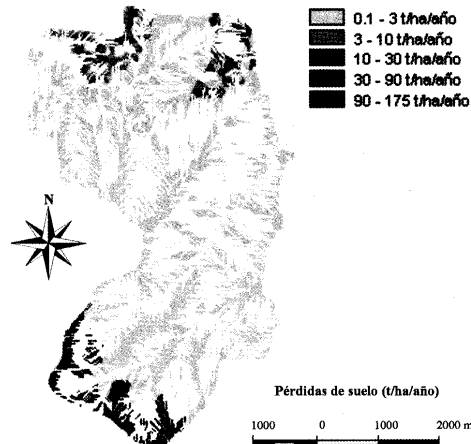 0.1 - 3 t/ha/año
3 - 10 t/ha/año
10 - 30 t/ha/año
30 - 90 t/ha/año
90 - 175 t/ha/año
N
Pérdidas de suelo (t/ha/año)
1000 0 1000 2000 m